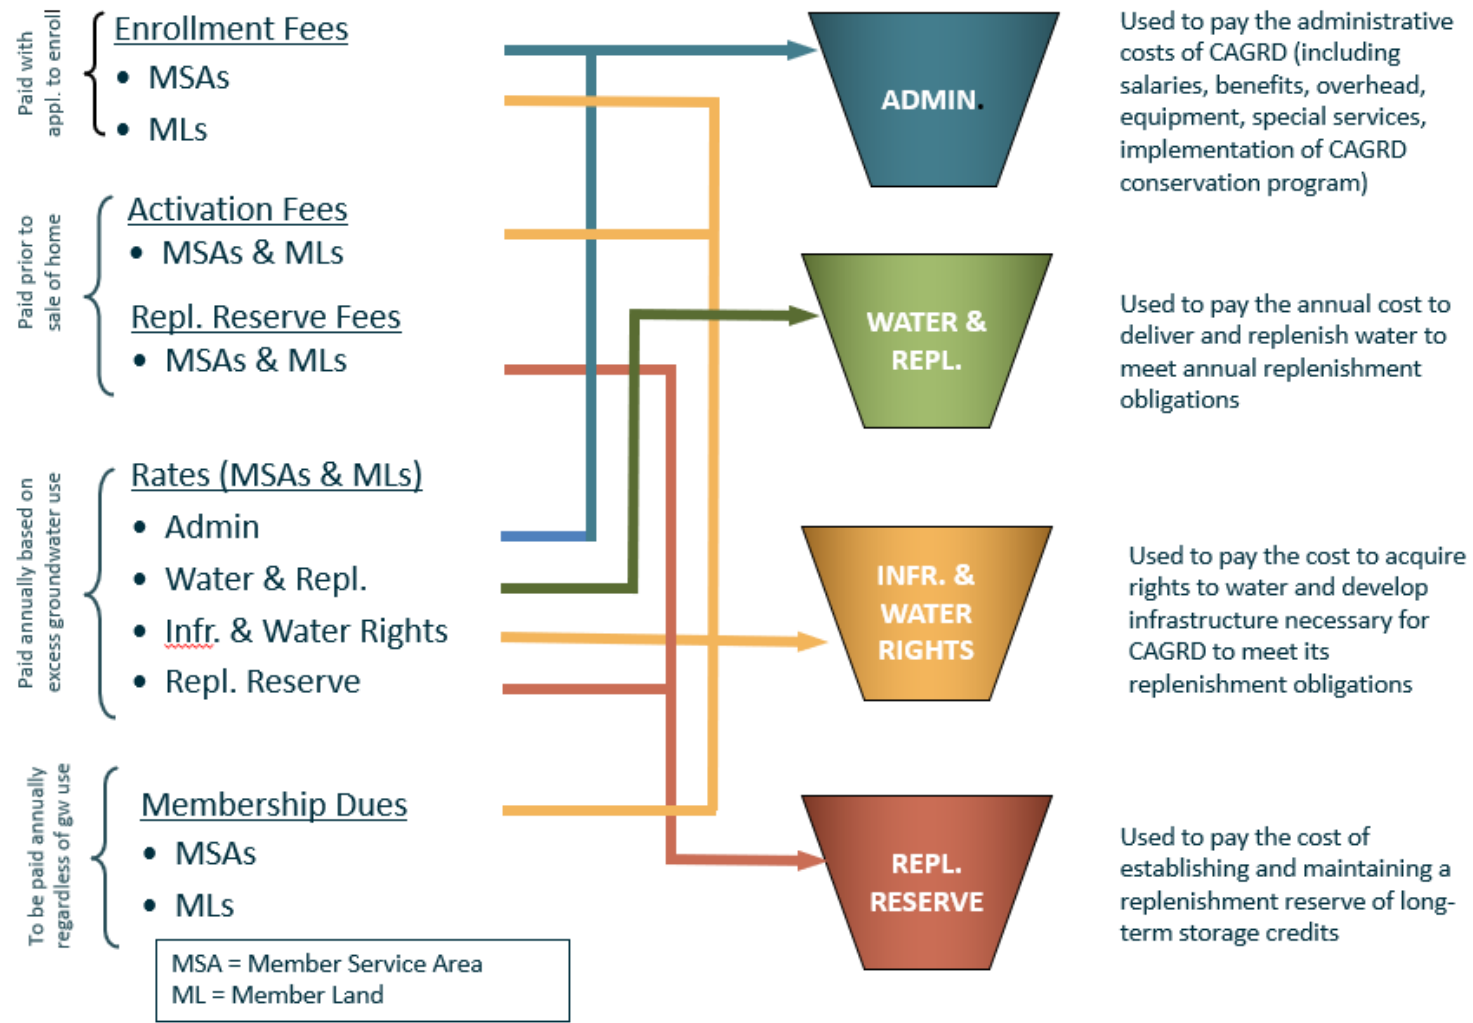 Paid with
appl. to enroll
Enrollment Fees
• MSAs
• MLs
Paid prior to
sale of home
Activation Fees
• MSAs & MLs
Repl. Reserve Fees
• MSAs & MLs
Paid annually based on
excess groundwater use
Rates (MSAs & MLs)
• Admin
• Water & Repl.
• Infr. & Water Rights
• Repl. Reserve
To be paid annually
regardless of gw use
Membership Dues
• MSAs
• MLs
MSA = Member Service Area
ML = Member Land
ADMIN.
Used to pay the administrative
costs of CAGRD (including
salaries, benefits, overhead,
equipment, special services,
implementation of CAGRD
conservation program)
WATER &
REPL.
Used to pay the annual cost to
deliver and replenish water to
meet annual replenishment
obligations
INFR. &
WATER
RIGHTS
Used to pay the cost to acquire
rights to water and develop
infrastructure necessary for
CAGRD to meet its
replenishment obligations
REPL.
RESERVE
Used to pay the cost of
establishing and maintaining a
replenishment reserve of long-
term storage credits